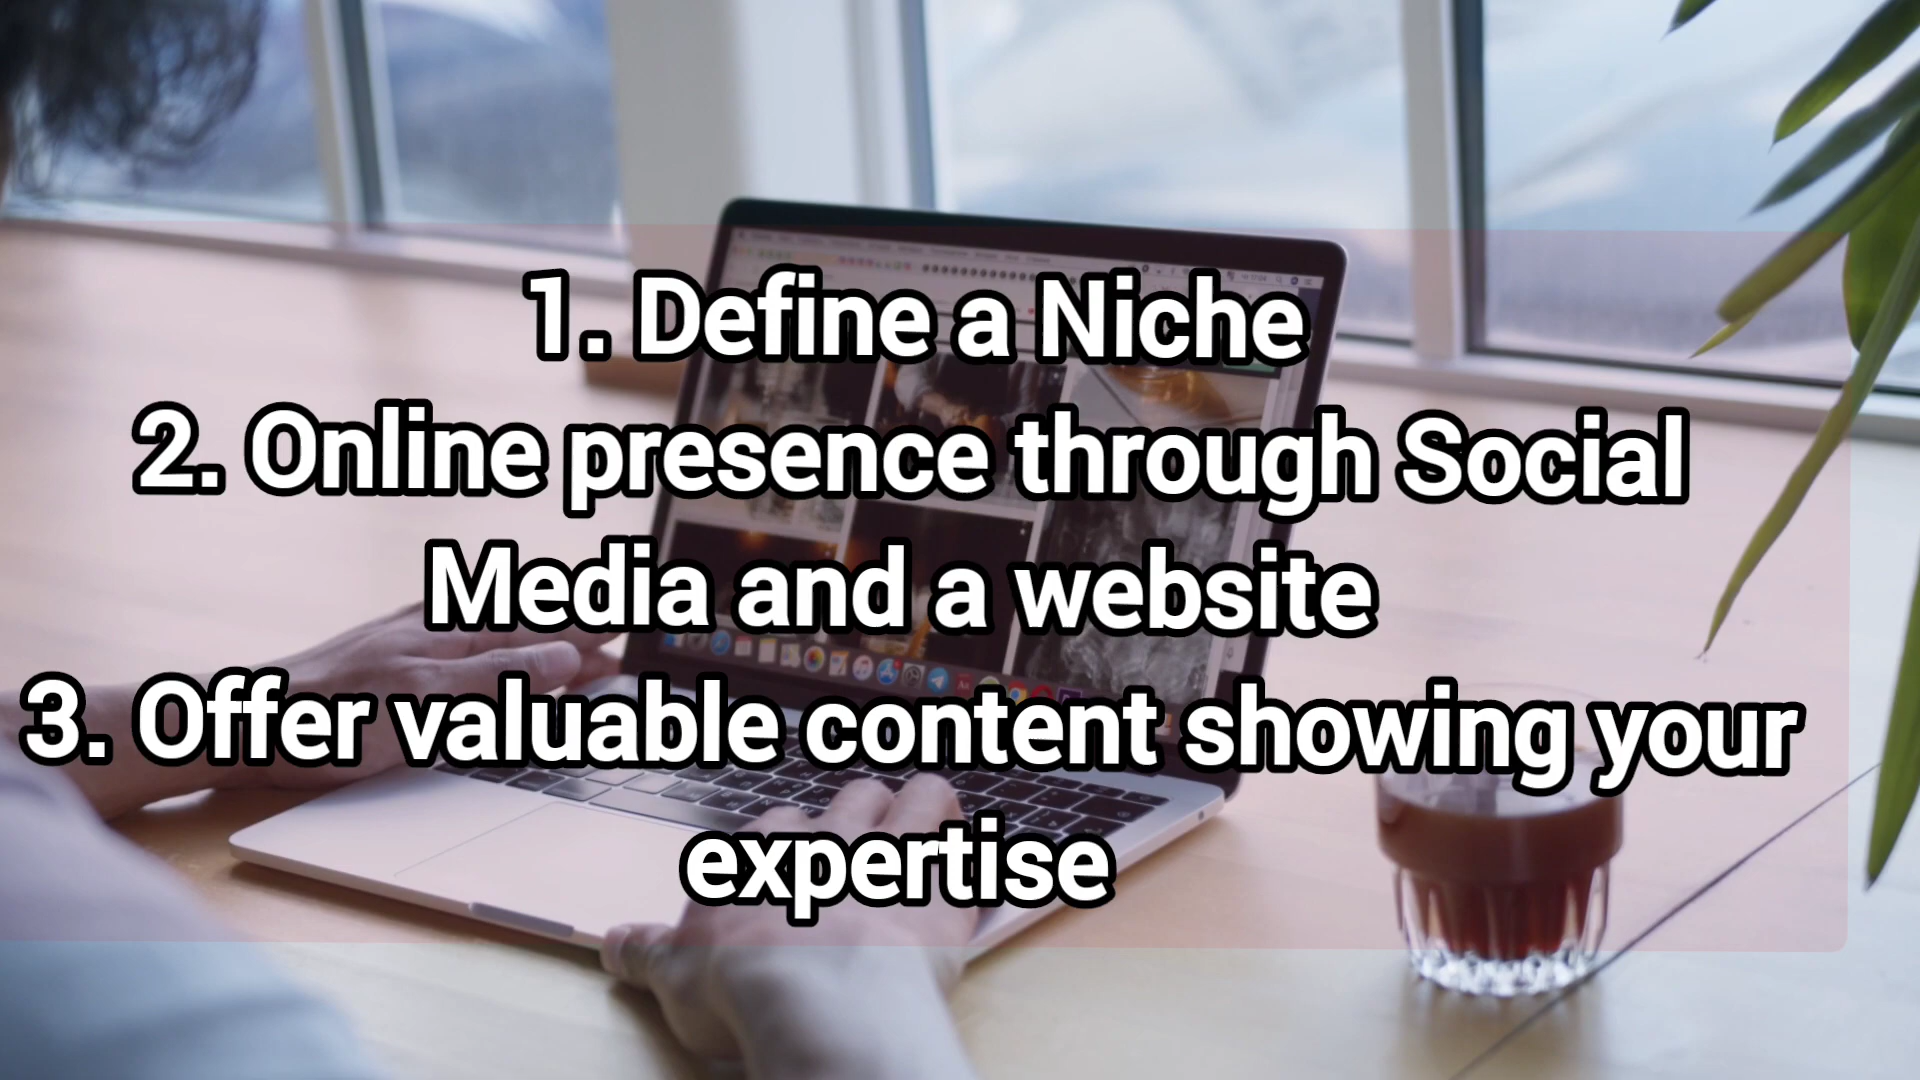 1. Define a Niche
2. Online presence through Social
Media and a website
3. Offer valuable content showing your
expertise